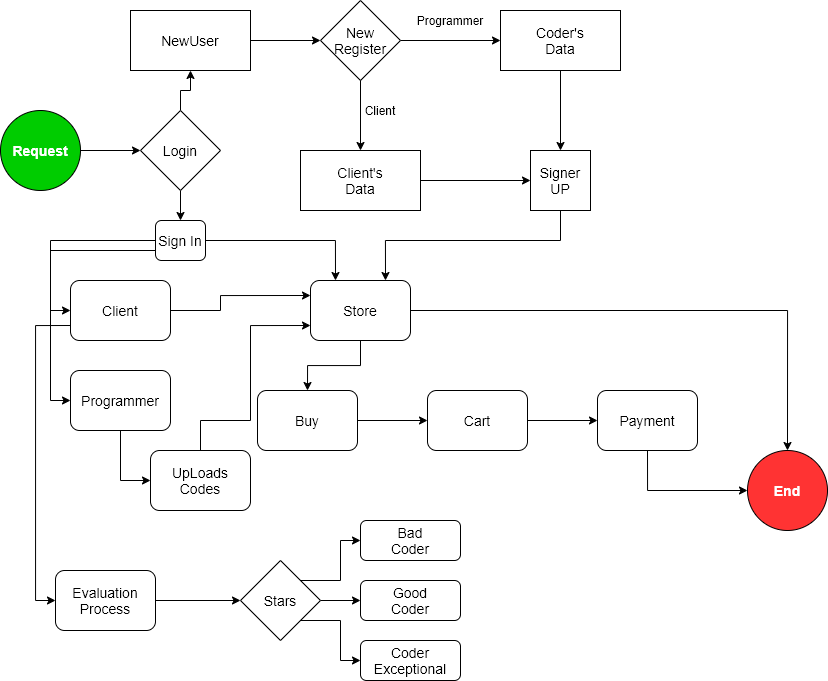 Programmer
NewUser
New
Register
Coder's
Data
Client
Request
Login
Client's
Data
Signer
UP
Sign In
Client
Store
Programmer
Buy
Cart
Payment
UpLoads
Codes
End
Bad
Coder
Evaluation
Process
Stars
Good
Coder
Coder
Exceptional